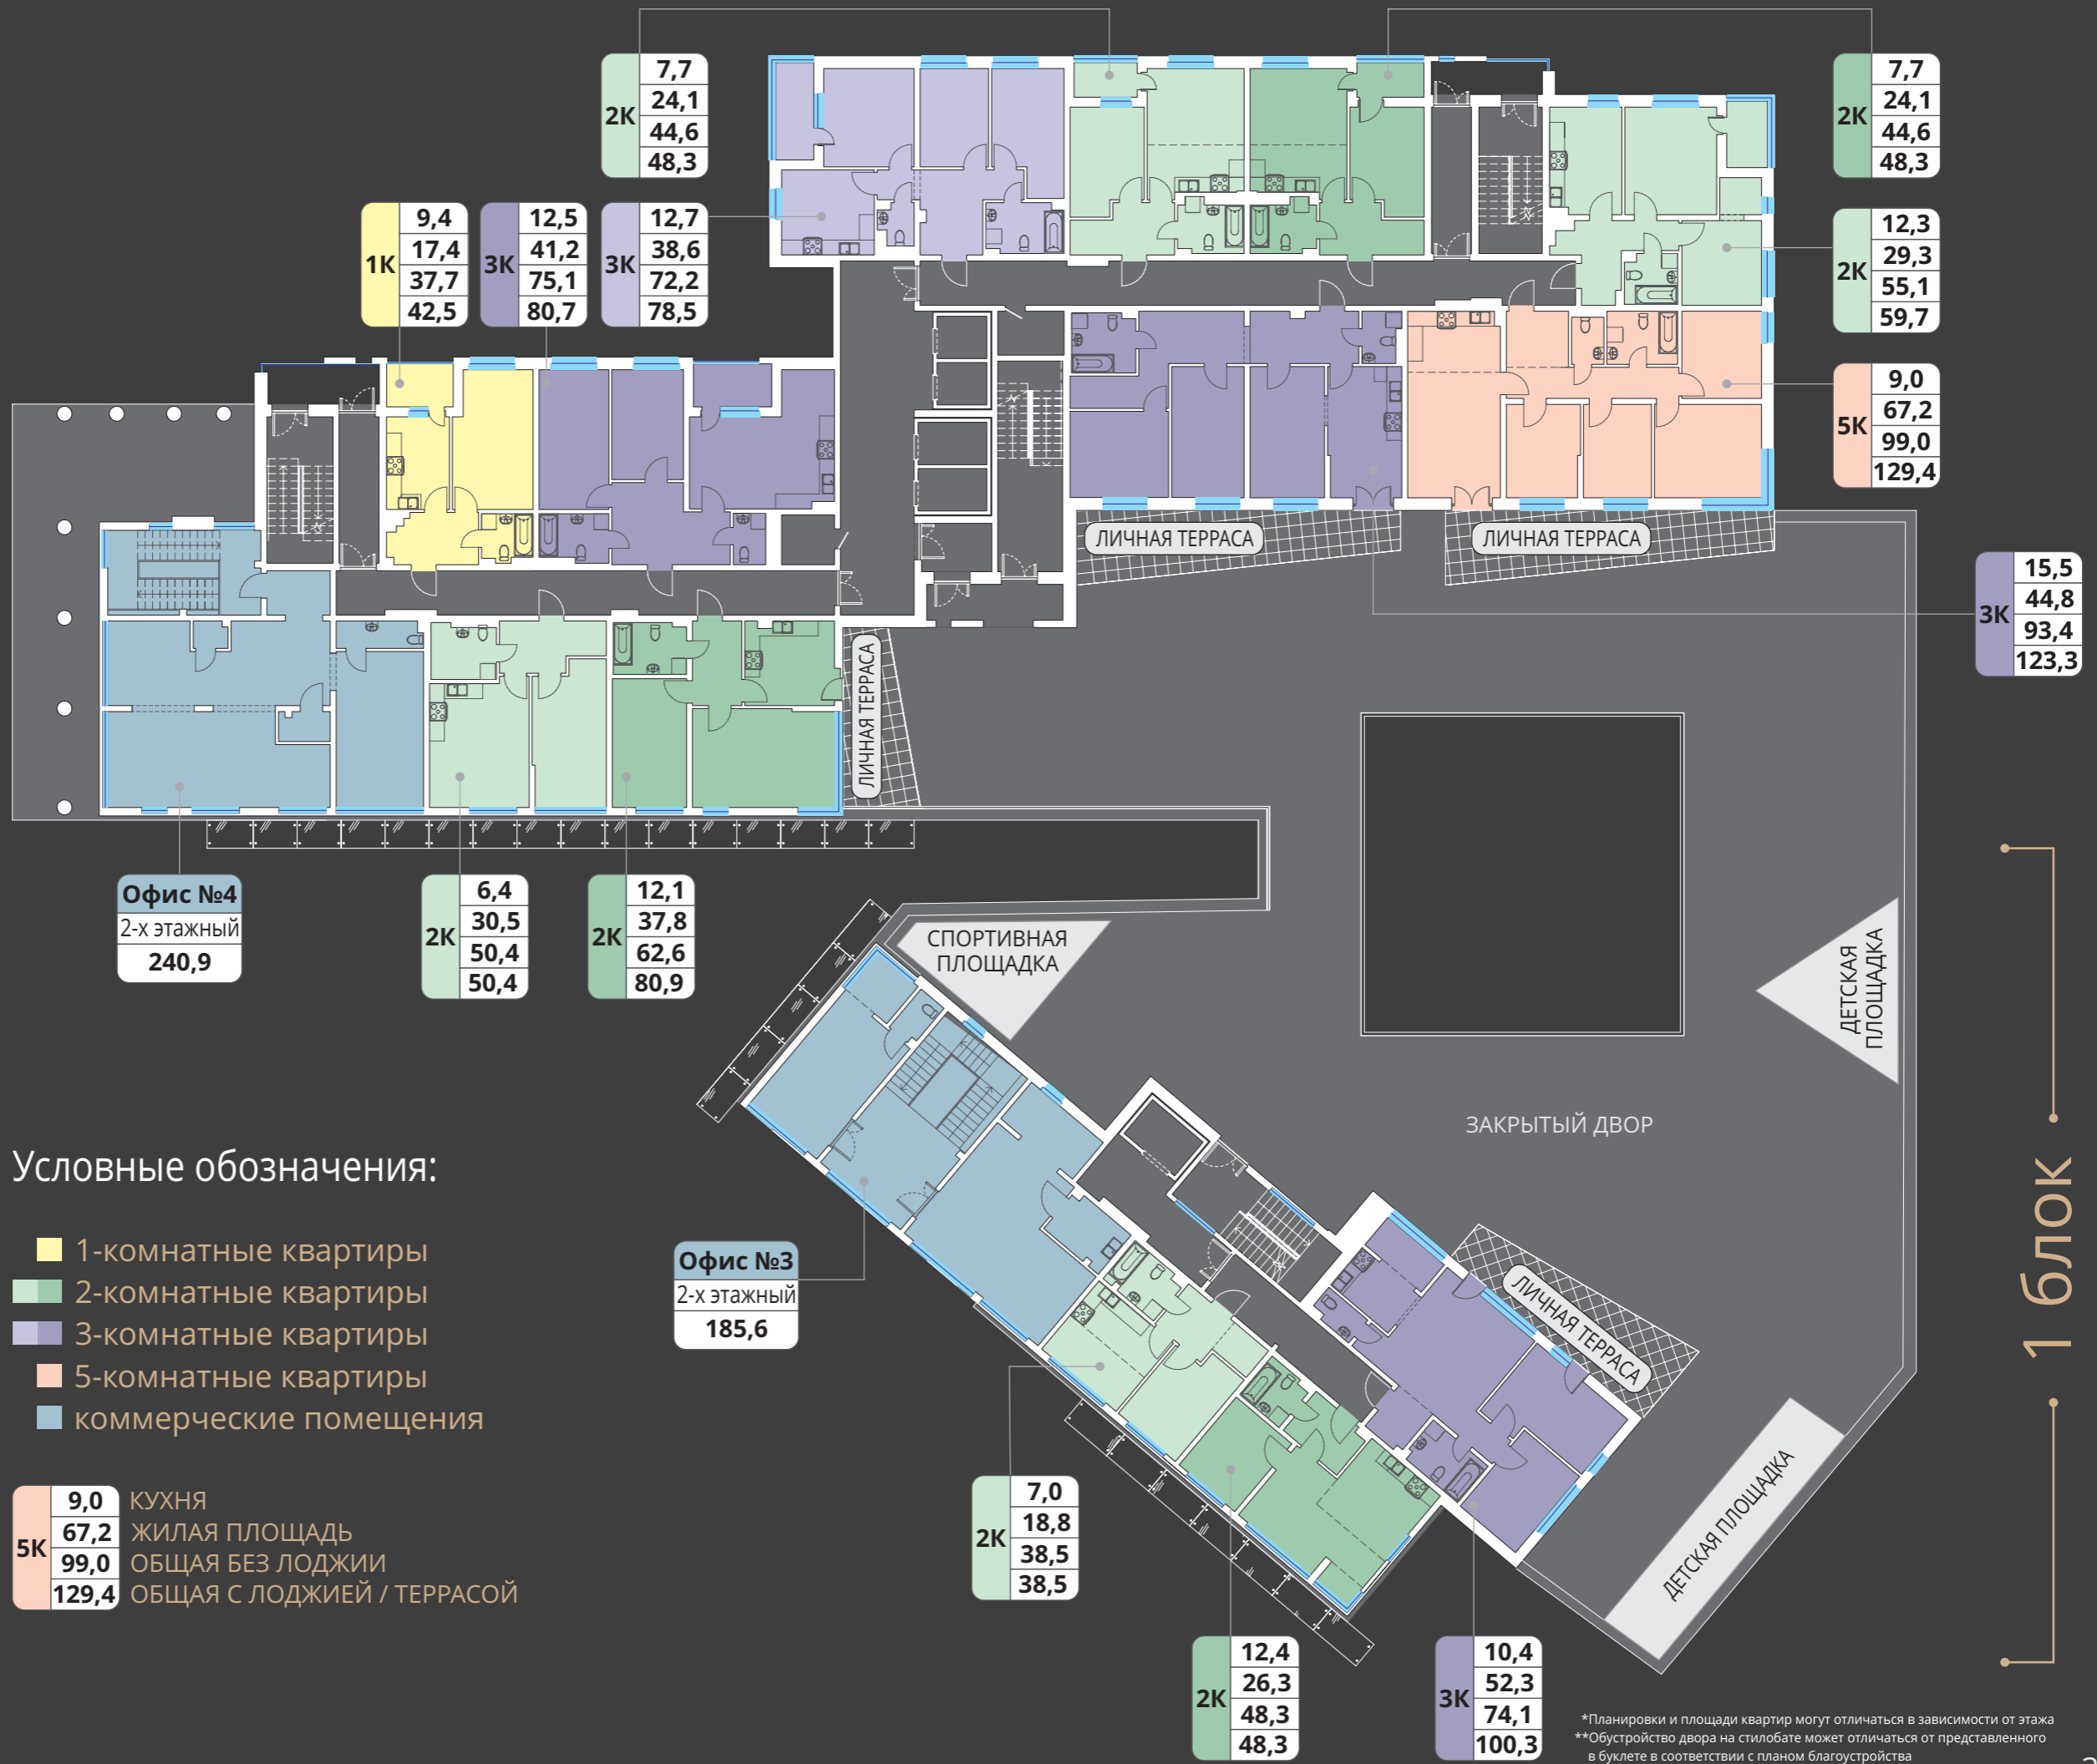 2К
7,7
24,1
44,6
48,3
2К
7,7
24,1
44,6
48,3
1К
9,4
17,4
37,7
42,5
3К
12,5
41,2
75,1
80,7
3К
12,7
38,6
72,2
78,5
2К
12,3
29,3
55,1
59,7
5К
9,0
67,2
99,0
129,4
ЛИЧНАЯ ТЕРРАСА
ЛИЧНАЯ ТЕРРАСА
3К
15,5
44,8
93,4
123,3
ЛИЧНАЯ ТЕРРАСА
Офис №4
2-х этажный
240,9
2К
6,4
30,5
50,4
50,4
2К
12,1
37,8
62,6
80,9
СПОРТИВНАЯ
ПЛОЩАДКА
ДЕТСКАЯ
ПЛОЩАДКА
ЗАКРЫТЫЙ ДВОР
1 блок
Условные обозначения:
1-комнатные квартиры
2-комнатные квартиры
3-комнатные квартиры
5-комнатные квартиры
коммерческие помещения
Офис №3
2-х этажный
185,6
ЛИЧНАЯ ТЕРРАСА
ДЕТСКАЯ ПЛОЩАДКА
5К
9,0 КУХНЯ
67,2 ЖИЛАЯ ПЛОЩАДЬ
99,0 ОБЩАЯ БЕЗ ЛОДЖИИ
129,4 ОБЩАЯ С ЛОДЖИЕЙ / ТЕРРАСОЙ
2К
7,0
18,8
38,5
38,5
2К
12,4
26,3
48,3
48,3
3К
10,4
52,3
74,1
100,3
*Планировки и площади квартир могут отличаться в зависимости от этажа
**Обустройство двора на стилобате может отличаться от представленного
в буклете в соответствии с планом благоустройства